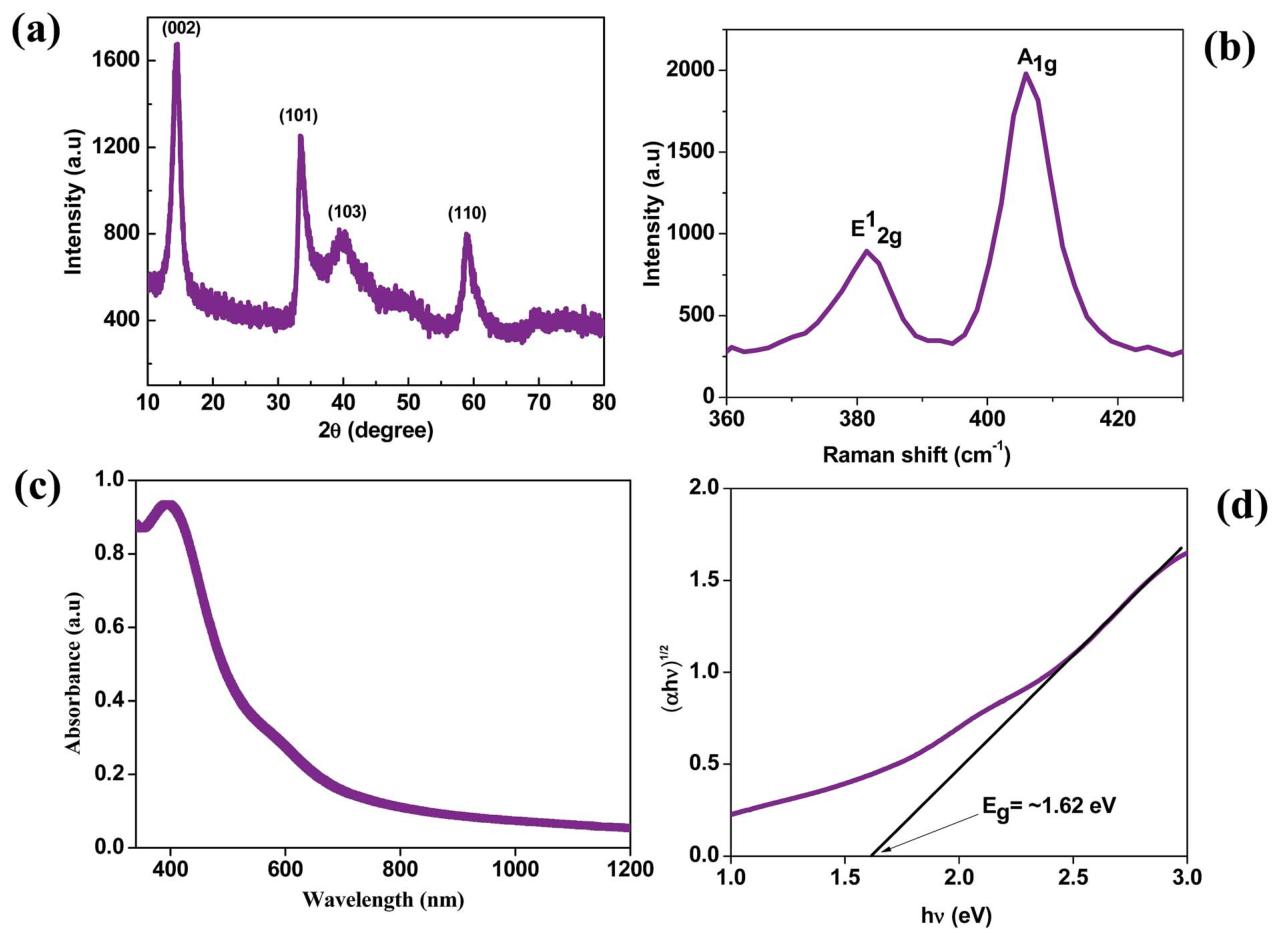 (a)
(002)
(101)
(103)
(110)
1600
1200
800
400
Intensity (a.u)
10 20 30 40 50 60 70 80
2θ (degree)
(b)
A1g
E¹2g
2000
1500
1000
500
0
Intensity (a.u)
360 380 400 420
Raman shift (cm⁻¹)
(c)
1.0
0.8
0.6
0.4
0.2
0.0
Absorbance (a.u)
400 600 800 1000 1200
Wavelength (nm)
(d)
2.0
1.5
1.0
0.5
0.0
(αhν)1/2
Eg= ~1.62 eV
1.0 1.5 2.0 2.5 3.0
hν (eV)